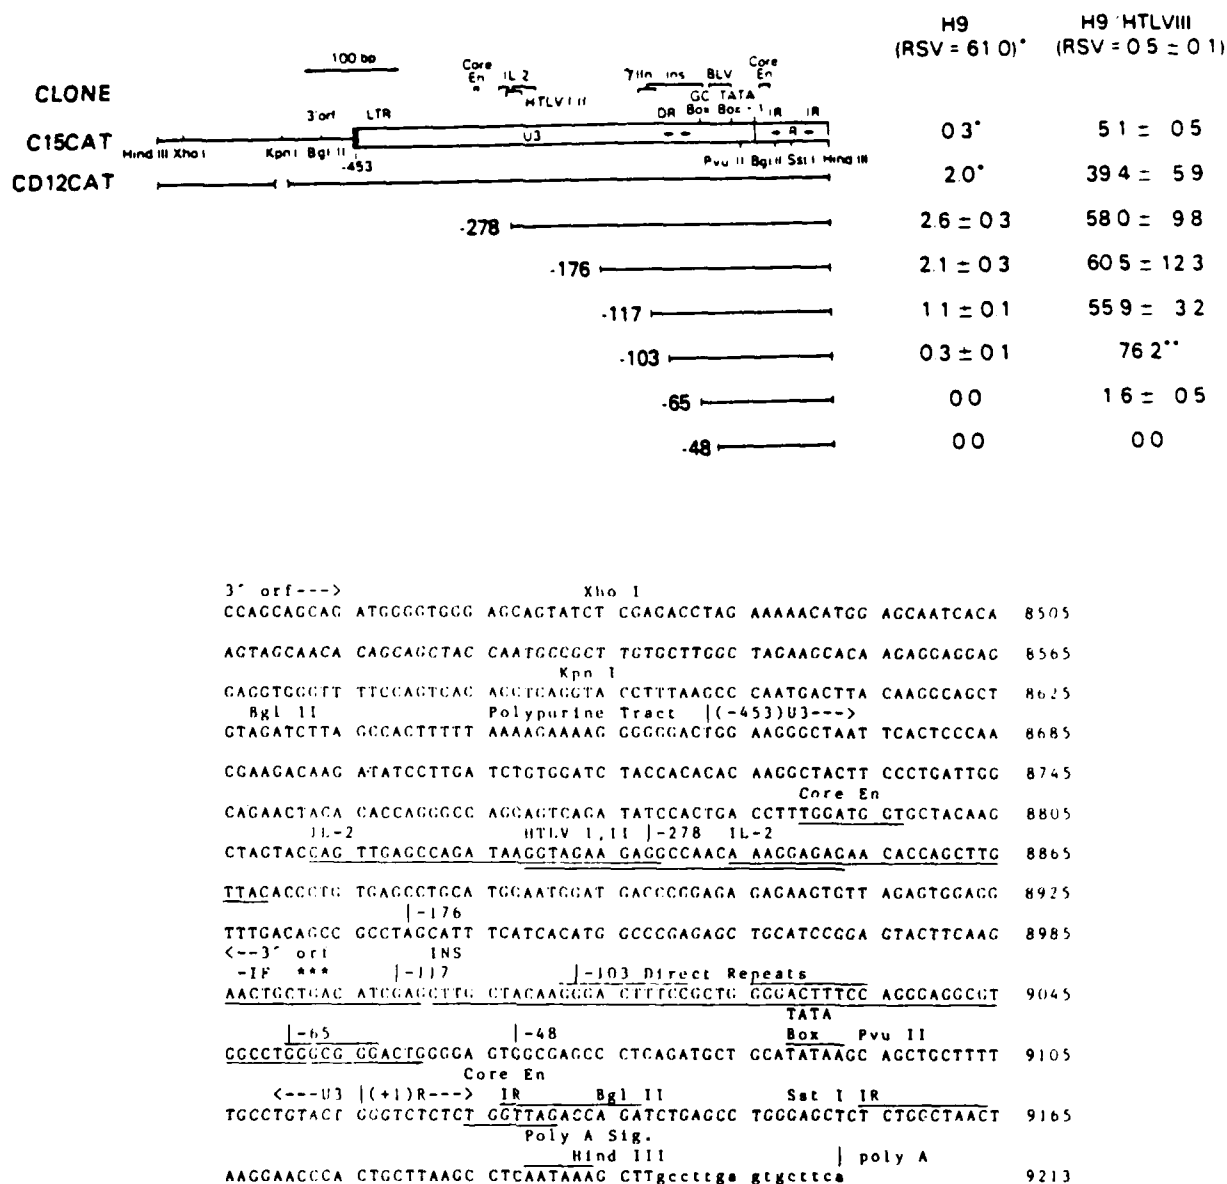 H9 H9 HTLVIII
(RSV = 61 0)* (RSV = 0 5 ± 0 1)
100 bp
Core En IL 2 HTLV I II γ IFN ins BLV Core En
GC TATA
CLONE
3' orf LTR DR Box Box - 1 IR IR
C15CAT U3 R 0 3* 5 1 ± 0 5
Hind III Xho I Kpn I Bgl II -453 Pvu II Bgl II Sst I Hind III
CD12CAT 2.0* 39 4 ± 5 9
-278 2.6 ± 0 3 58 0 ± 9 8
-176 2.1 ± 0 3 60 5 ± 12 3
-117 1 1 ± 0 1 55 9 ± 3 2
-103 0 3 ± 0 1 76 2**
-65 0 0 1 6 ± 0 5
-48 0 0 0 0
3' orf---> Xho I
CCAGCAGCAG ATGGGGTGGG AGCAGTATCT CGAGACCTAG AAAAACATGG AGCAATCACA 8505
AGTAGCAACA CAGCAGCTAC CAATGCCGCT TGTGCTTGGC TAGAAGCACA AGAGGAGGAG 8565
Kpn I
GAGGTGGGTT TTCCAGTCAC ACCTCAGGTA CCTTTAAGCC CAATGACTTA CAAGGCAGCT 8625
Bgl II Polypurine Tract |(-453)U3--->
GTAGATCTTA GCCACTTTTT AAAAGAAAAG GGGGGACTGG AAGGGCTAAT TCACTCCCAA 8685
CGAAGACAAG ATATCCTTGA TCTGTGGATC TACCACACAC AAGGCTACTT CCCTGATTGG 8745
Core En
CAGAACTACA CACCAGGGCC AGGAGTCAGA TATCCACTGA CCTTTGGATG GTGCTACAAG 8805
IL-2 HTLV I,II |-278 IL-2
CTAGTACCAG TTGAGCCAGA TAAGGTAGAA GAGGCCAACA AAGGAGAGAA CACCAGCTTG 8865
TTACACCCTG TGAGCCTGCA TGGAATGGAT GACCCGGAGA GAGAAGTGTT AGAGTGGAGG 8925
|-176
TTTGACAGCC GCCTAGCATT TCATCACATG GCCCGAGAGC TGCATCCGGA GTACTTCAAG 8985
<--3' orf INS
-IF *** |-117 |-103 Direct Repeats
AACTGCTGAC ATCGAGCTTG CTACAAGGGA CTTTCCGCTG GGGACTTTCC AGGGAGGCGT 9045
TATA
|-65 |-48 Box Pvu II
GGCCTGGGCG GGACTGGGGA GTGGCGAGCC CTCAGATGCT GCATATAAGC AGCTGCTTTT 9105
Core En
<---U3 |(+1)R---> IR Bgl II Sst I IR
TGCCTGTACT GGGTCTCTCT GGTTAGACCA GATCTGAGCC TGGGAGCTCT CTGGCTAACT 9165
Poly A Sig.
Hind III | poly A
AAGGAACCCA CTGCTTAAGC CTCAATAAAG CTTgccttga gtgcttca 9213